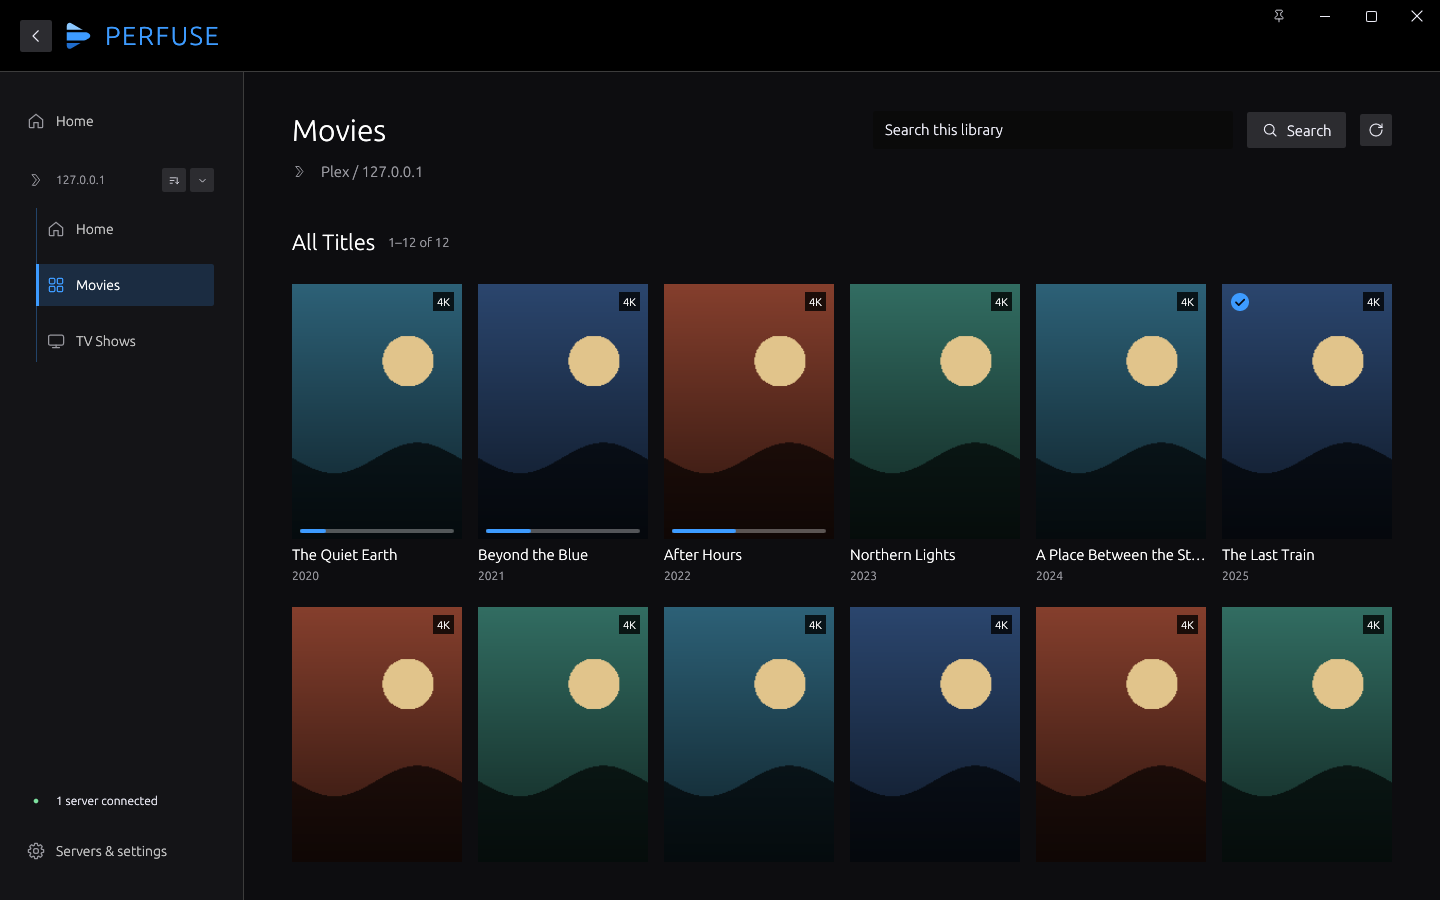 PERFUSE
Home
127.0.0.1
Home
Movies
TV Shows
1 server connected
Servers & settings
Movies
Search this library
Search
Plex / 127.0.0.1
All Titles 1–12 of 12
4K
4K
4K
4K
4K
4K
The Quiet Earth
2020
Beyond the Blue
2021
After Hours
2022
Northern Lights
2023
A Place Between the St...
2024
The Last Train
2025
4K
4K
4K
4K
4K
4K